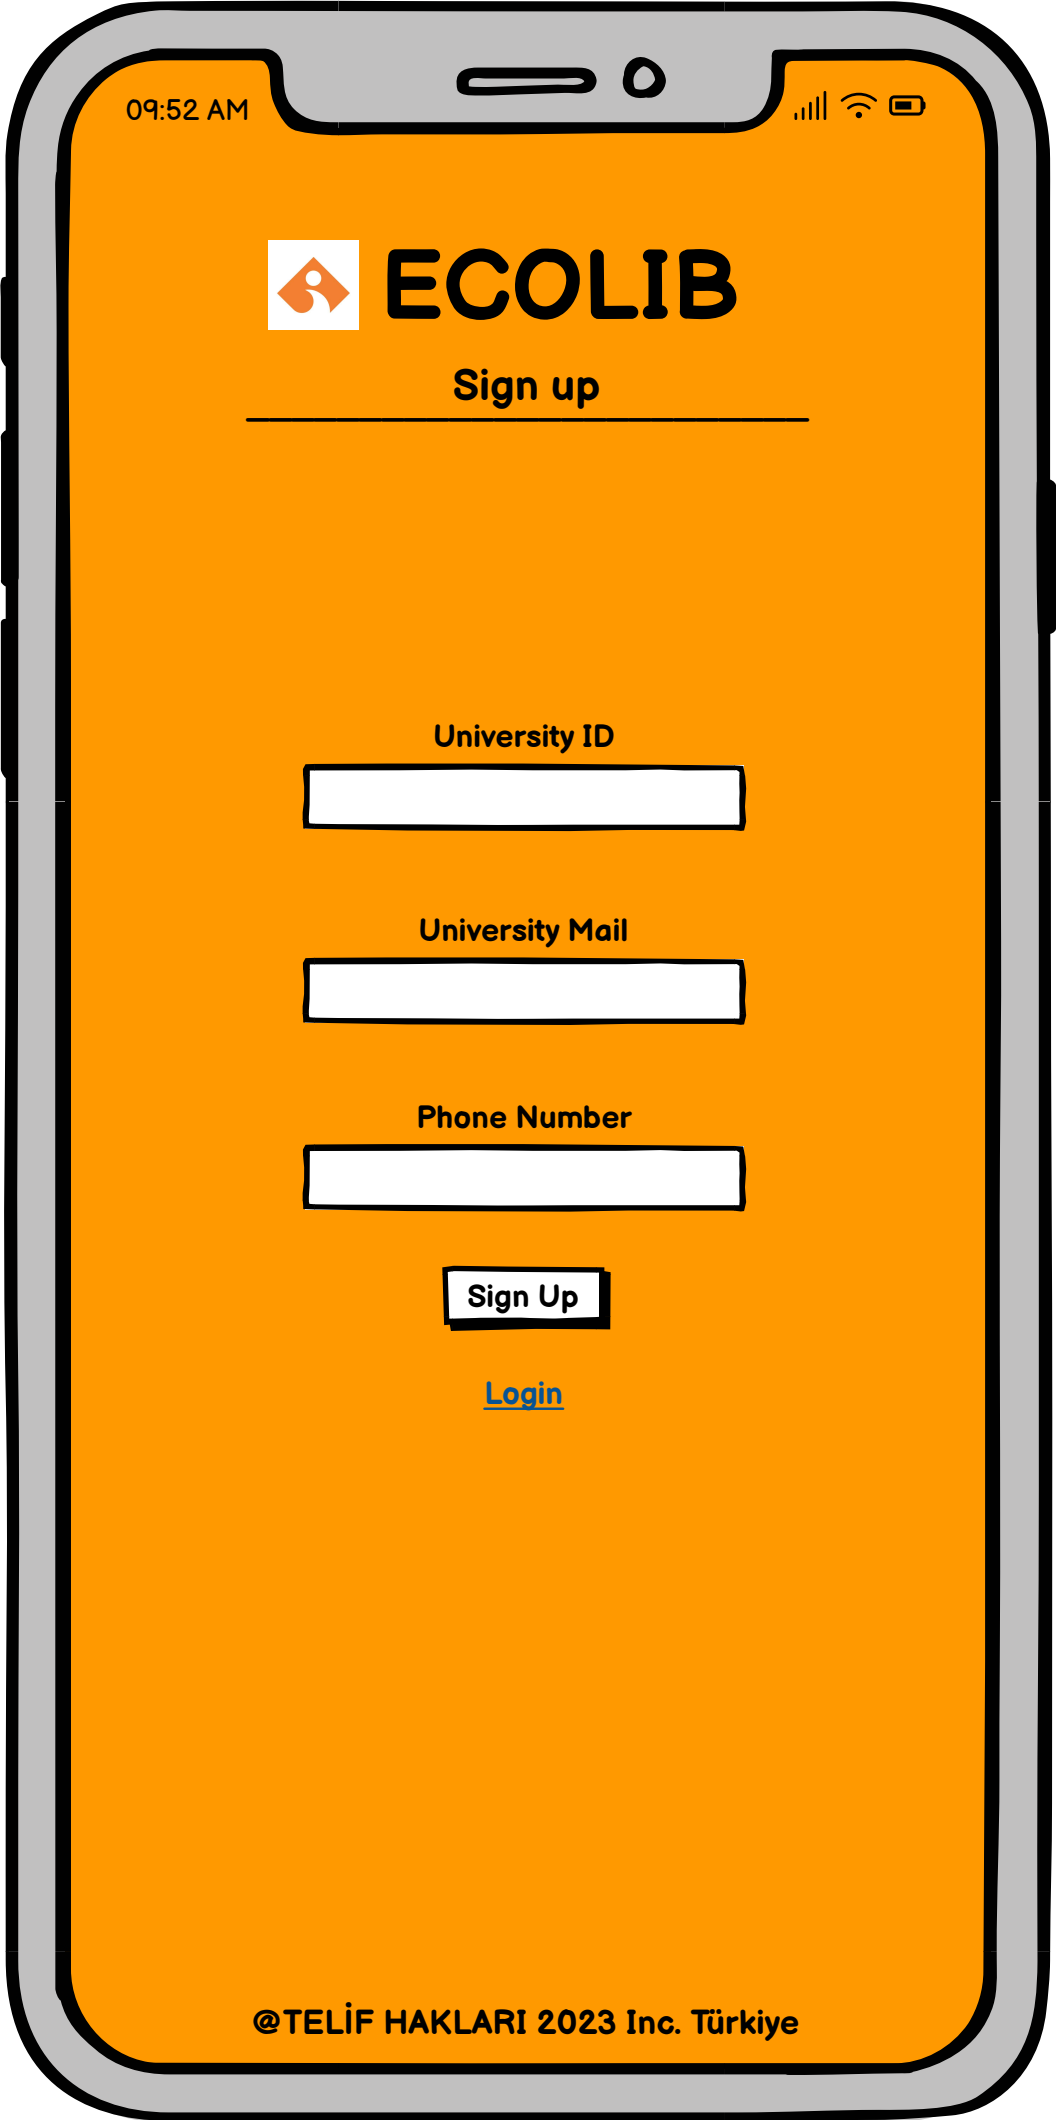 09:52 AM
ECOLIB
Sign up
University ID
University Mail
Phone Number
Sign Up
Login
@TELİF HAKLARI 2023 Inc. Türkiye